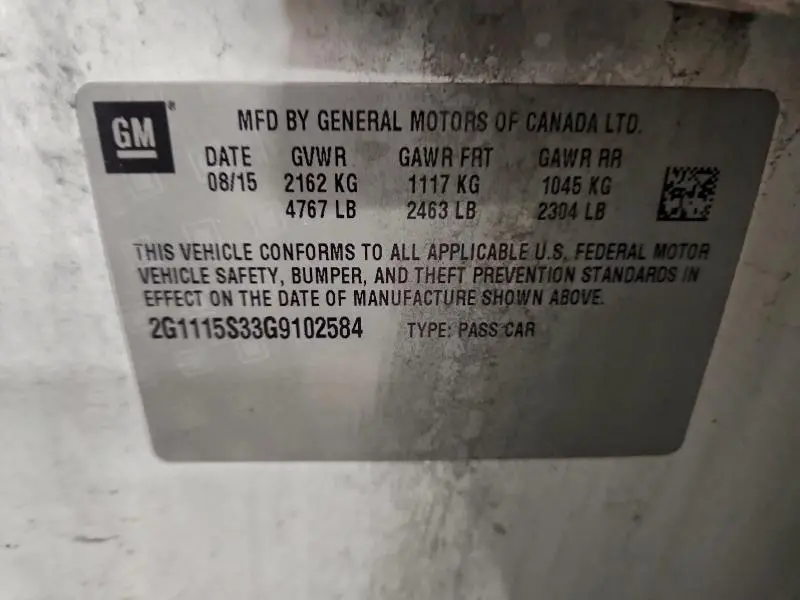 GM®
MFD BY GENERAL MOTORS OF CANADA LTD.
DATE GVWR GAWR FRT GAWR RR
08/15 2162 KG 1117 KG 1045 KG
4767 LB 2463 LB 2304 LB
THIS VEHICLE CONFORMS TO ALL APPLICABLE U.S. FEDERAL MOTOR
VEHICLE SAFETY, BUMPER, AND THEFT PREVENTION STANDARDS IN
EFFECT ON THE DATE OF MANUFACTURE SHOWN ABOVE.
2G1115S33G9102584 TYPE: PASS CAR